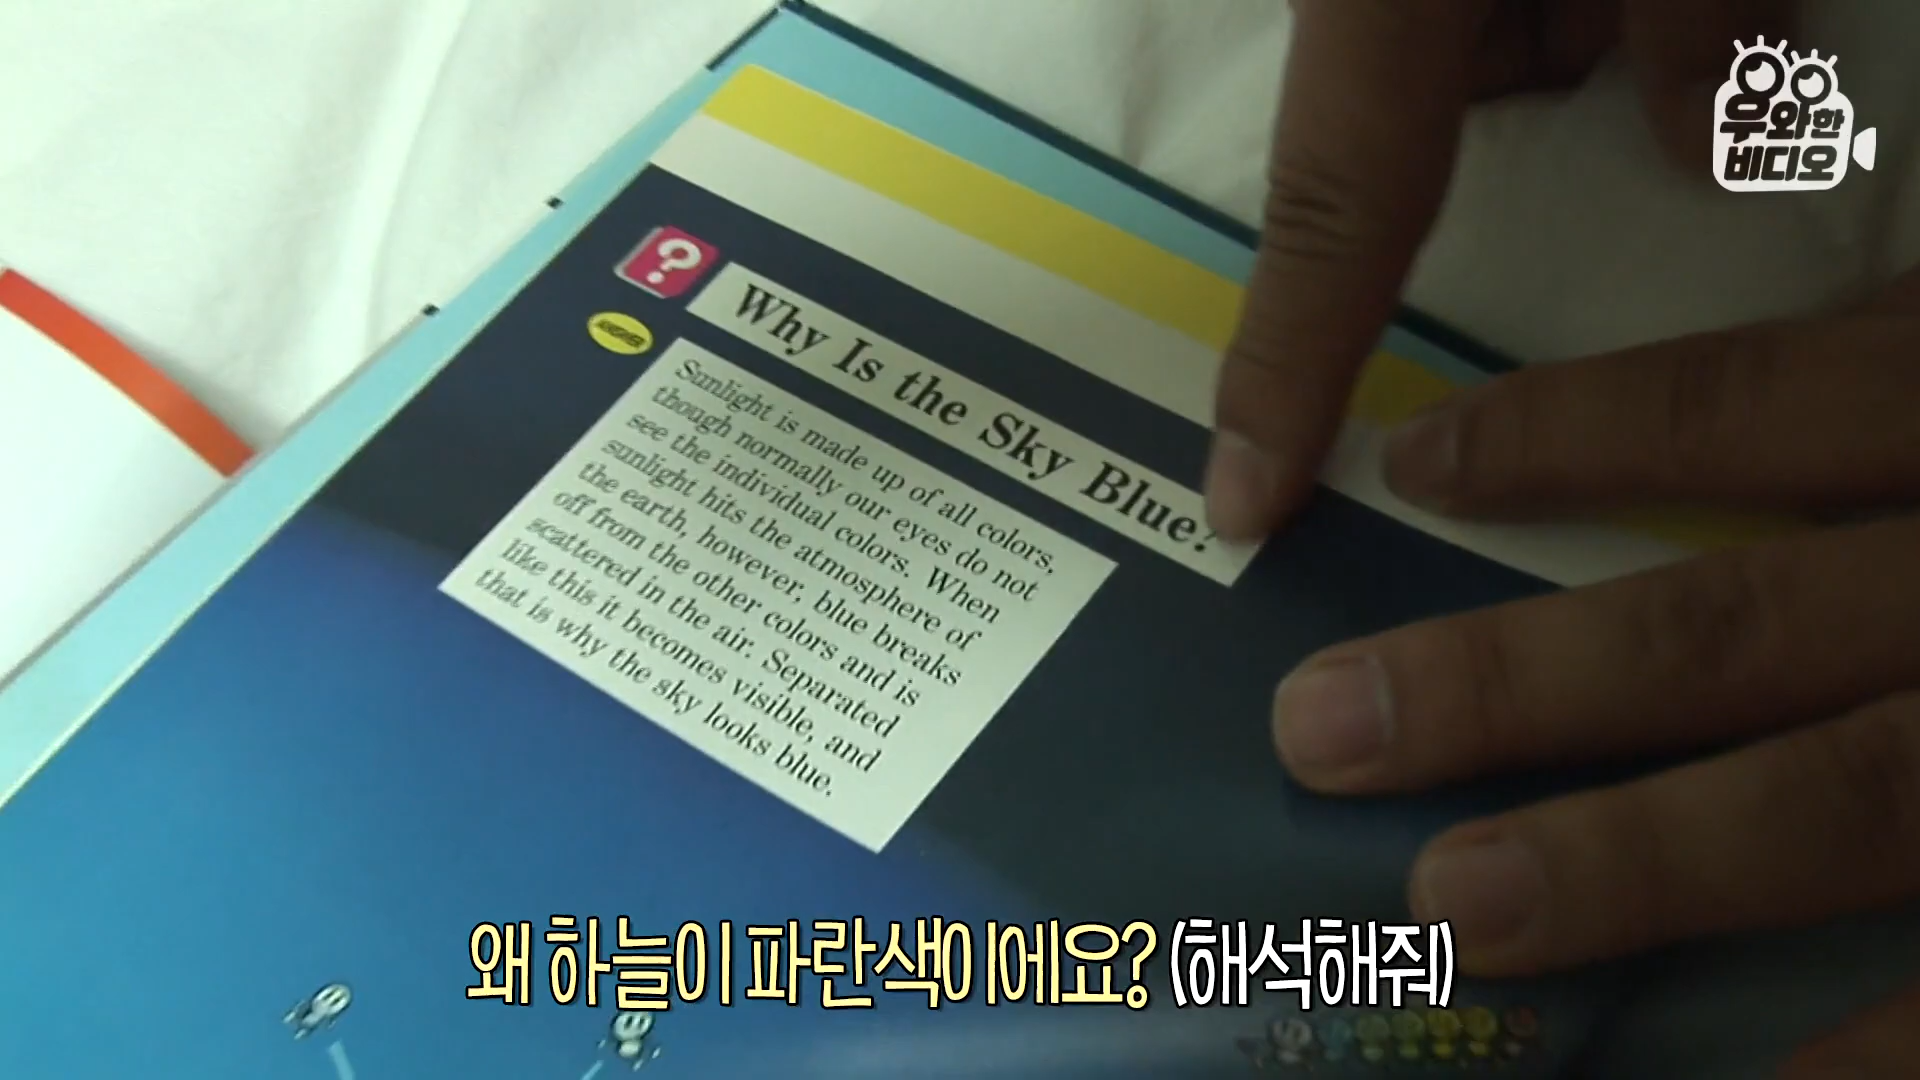 우와한
비디오
?
Why Is the Sky Blue?
ANSWER
Sunlight is made up of all colors,
though normally our eyes do not
see the individual colors. When
sunlight hits the atmosphere of
the earth, however, blue breaks
off from the other colors and is
scattered in the air. Separated
like this it becomes visible, and
that is why the sky looks blue.
왜 하늘이 파란색이에요? (해석해줘)